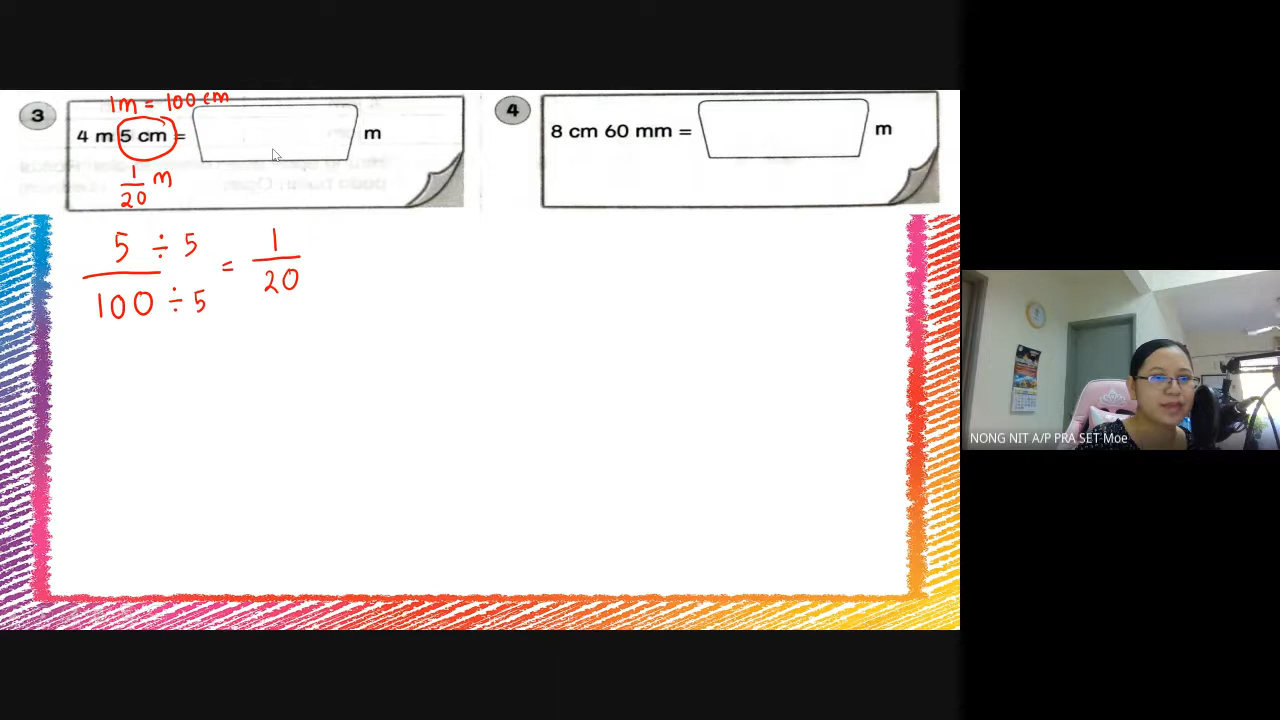 3
1m = 100 cm
4 m 5 cm = m
1/20 m
4
8 cm 60 mm = m
5 ÷ 5 / 100 ÷ 5 = 1/20
NONG NIT A/P PRA SET Moe